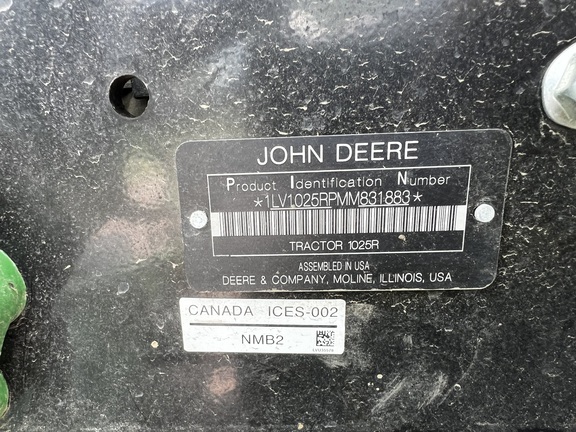 JOHN DEERE
Product Identification Number
*1LV1025RPMM831883*
TRACTOR 1025R
ASSEMBLED IN USA
DEERE & COMPANY, MOLINE, ILLINOIS, USA
CANADA ICES-002
NMB2